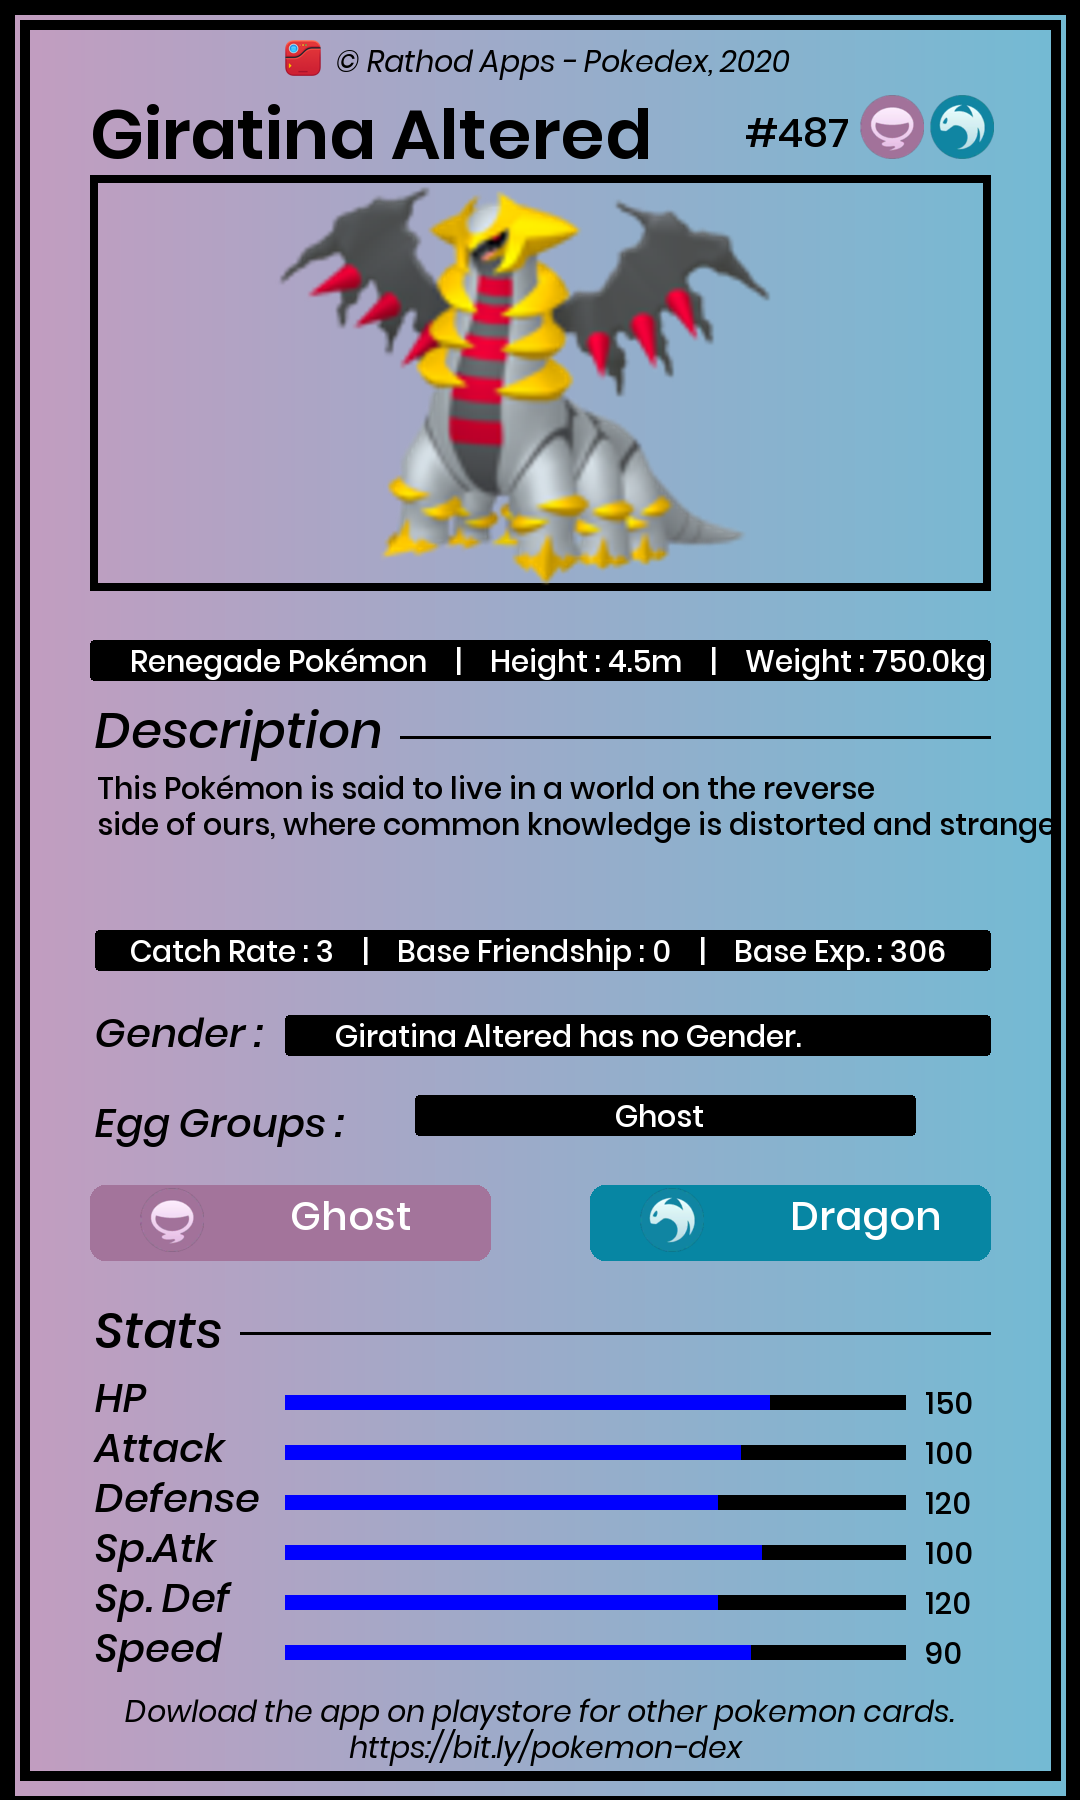 © Rathod Apps - Pokedex, 2020
Giratina Altered #487
Renegade Pokémon | Height : 4.5m | Weight : 750.0kg
Description
This Pokémon is said to live in a world on the reverse
side of ours, where common knowledge is distorted and strange
Catch Rate : 3 | Base Friendship : 0 | Base Exp. : 306
Gender : Giratina Altered has no Gender.
Egg Groups : Ghost
Ghost Dragon
Stats
HP 150
Attack 100
Defense 120
Sp.Atk 100
Sp. Def 120
Speed 90
Dowload the app on playstore for other pokemon cards.
https://bit.ly/pokemon-dex